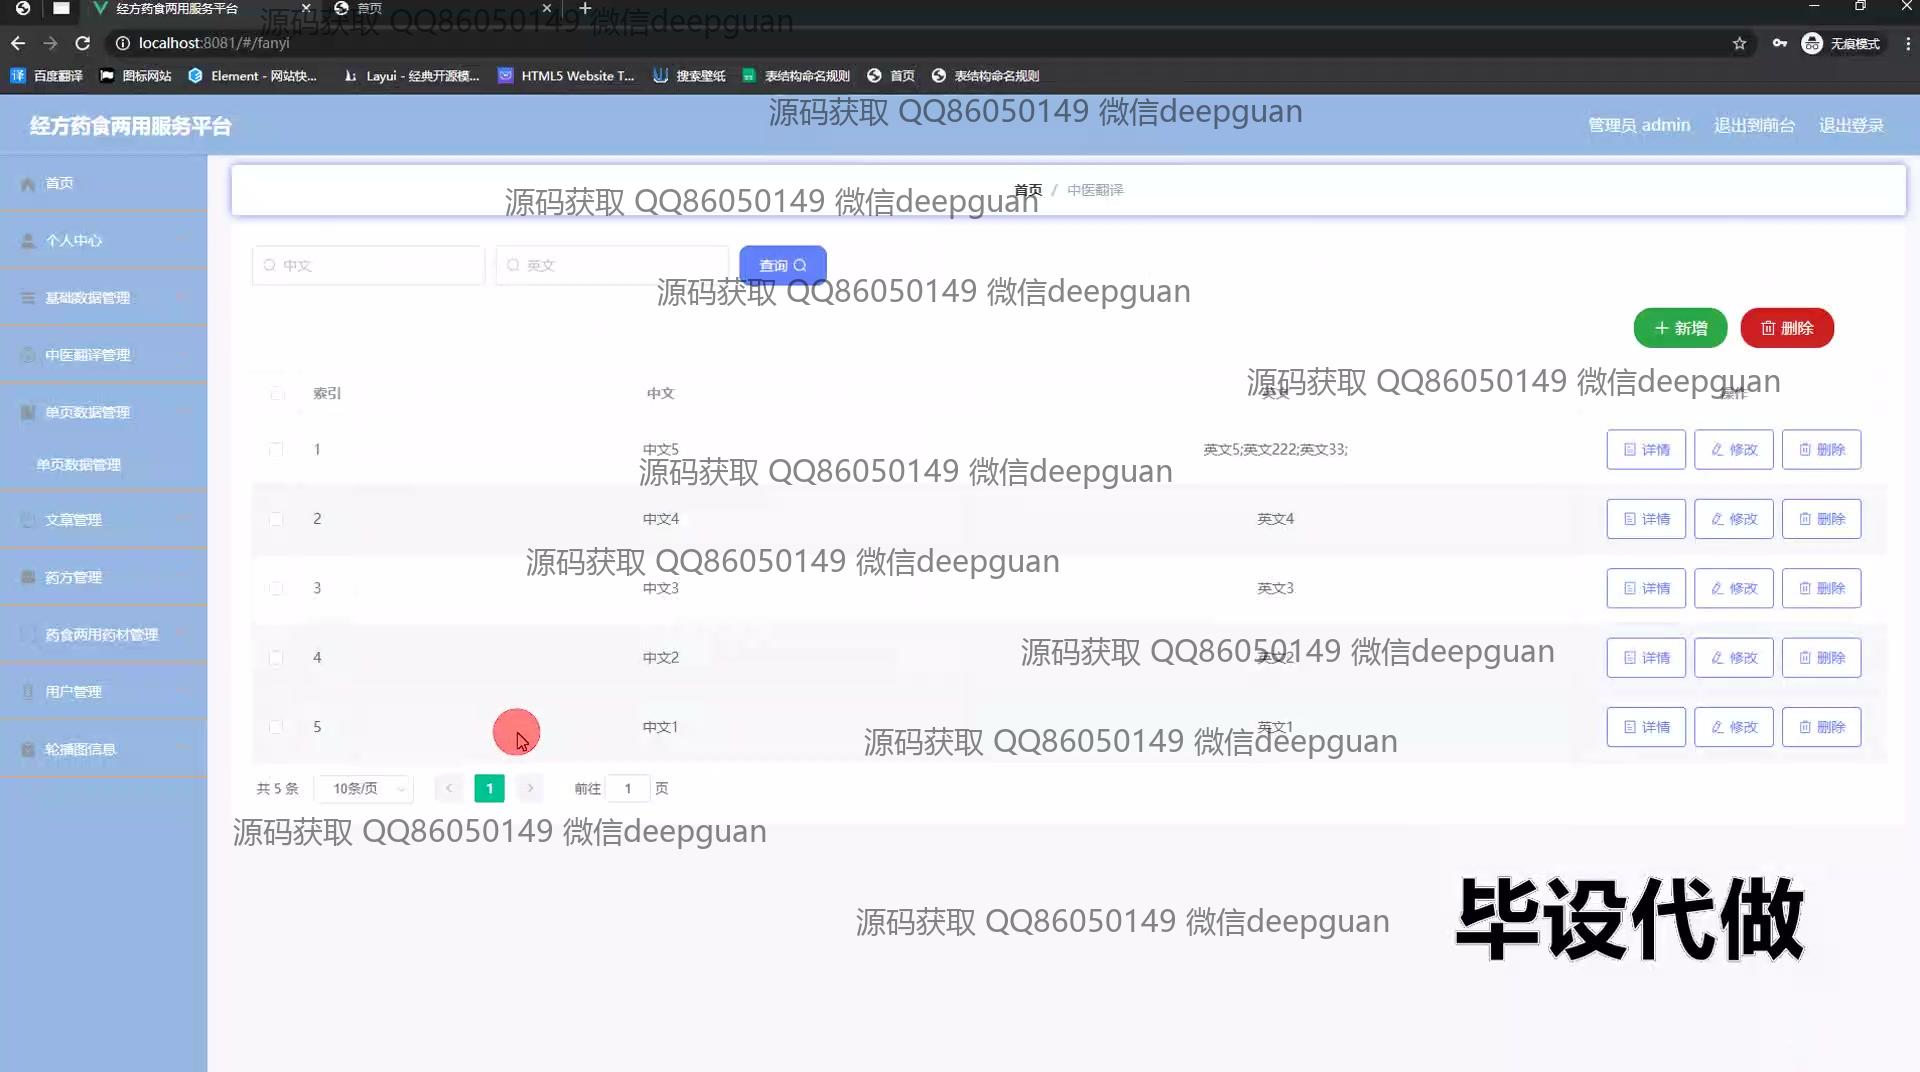 经方药食两用服务平台
首页
源码获取 QQ86050149 微信deepguan
localhost:8081/#/fanyi
无痕模式
百度翻译
图标网站
Element - 网站快...
Layui - 经典开源模...
HTML5 Website T...
搜索壁纸
表结构命名规则
首页
表结构命名规则
源码获取 QQ86050149 微信deepguan
经方药食两用服务平台
管理员 admin
退出到前台
退出登录
首页
个人中心
基础数据管理
中医翻译管理
单页数据管理
单页数据管理
文章管理
药方管理
药食两用药材管理
用户管理
轮播图信息
首页 / 中医翻译
源码获取 QQ86050149 微信deepguan
中文
英文
查询
源码获取 QQ86050149 微信deepguan
新增
删除
源码获取 QQ86050149 微信deepguan
索引 中文 英文 操作
1 中文5 英文5;英文222;英文33; 详情 修改 删除
源码获取 QQ86050149 微信deepguan
2 中文4 英文4 详情 修改 删除
源码获取 QQ86050149 微信deepguan
3 中文3 英文3 详情 修改 删除
源码获取 QQ86050149 微信deepguan
4 中文2 英文2 详情 修改 删除
5 中文1 英文1 详情 修改 删除
源码获取 QQ86050149 微信deepguan
共 5 条 10条/页 < 1 > 前往 1 页
源码获取 QQ86050149 微信deepguan
源码获取 QQ86050149 微信deepguan
毕设代做